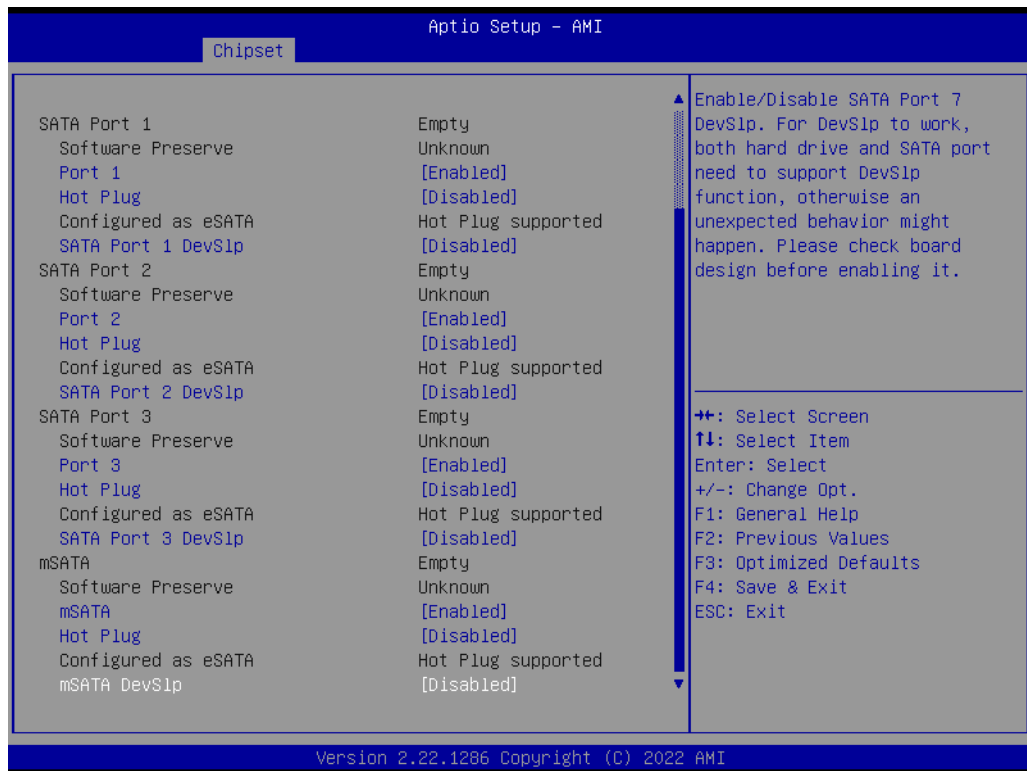 Aptio Setup – AMI
Chipset
SATA Port 1 Empty
Software Preserve Unknown
Port 1 [Enabled]
Hot Plug [Disabled]
Configured as eSATA Hot Plug supported
SATA Port 1 DevSlp [Disabled]
SATA Port 2 Empty
Software Preserve Unknown
Port 2 [Enabled]
Hot Plug [Disabled]
Configured as eSATA Hot Plug supported
SATA Port 2 DevSlp [Disabled]
SATA Port 3 Empty
Software Preserve Unknown
Port 3 [Enabled]
Hot Plug [Disabled]
Configured as eSATA Hot Plug supported
SATA Port 3 DevSlp [Disabled]
mSATA Empty
Software Preserve Unknown
mSATA [Enabled]
Hot Plug [Disabled]
Configured as eSATA Hot Plug supported
mSATA DevSlp [Disabled]
Enable/Disable SATA Port 7
DevSlp. For DevSlp to work,
both hard drive and SATA port
need to support DevSlp
function, otherwise an
unexpected behavior might
happen. Please check board
design before enabling it.
→←: Select Screen
↑↓: Select Item
Enter: Select
+/-: Change Opt.
F1: General Help
F2: Previous Values
F3: Optimized Defaults
F4: Save & Exit
ESC: Exit
Version 2.22.1286 Copyright (C) 2022 AMI